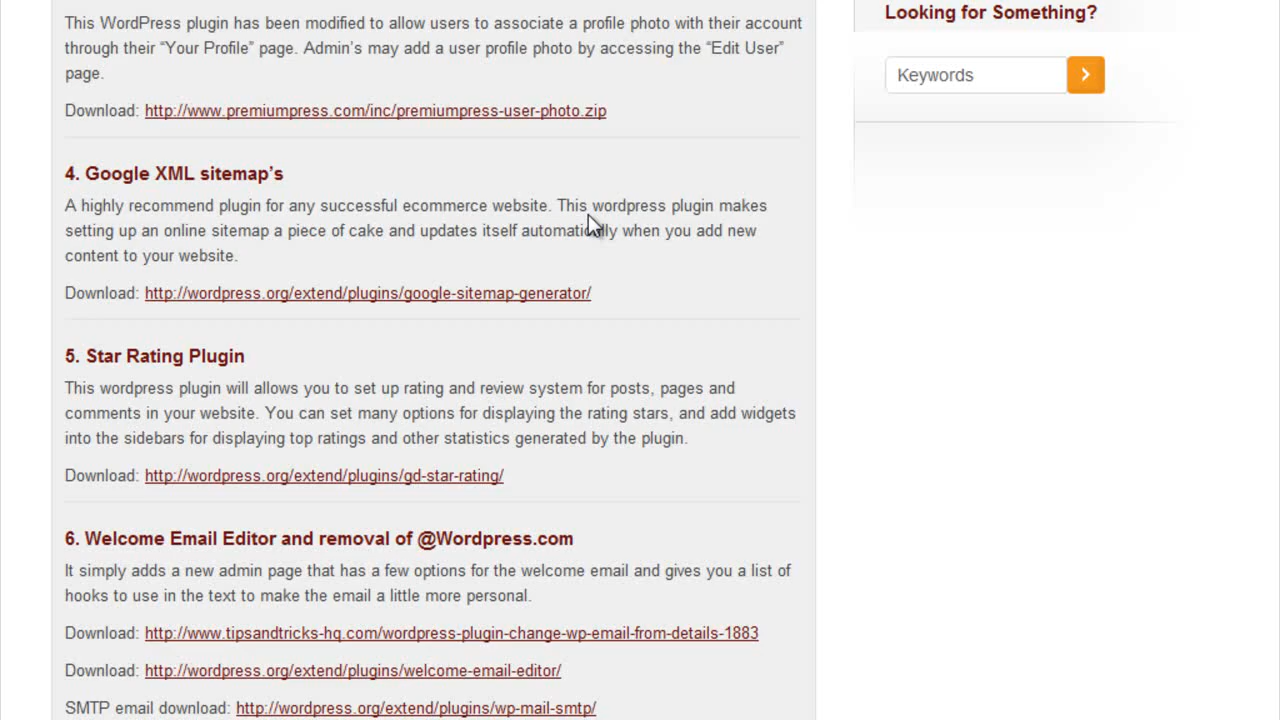 This WordPress plugin has been modified to allow users to associate a profile photo with their account
through their “Your Profile” page. Admin’s may add a user profile photo by accessing the “Edit User”
page.
Download: http://www.premiumpress.com/inc/premiumpress-user-photo.zip
4. Google XML sitemap’s
A highly recommend plugin for any successful ecommerce website. This wordpress plugin makes
setting up an online sitemap a piece of cake and updates itself automatically when you add new
content to your website.
Download: http://wordpress.org/extend/plugins/google-sitemap-generator/
5. Star Rating Plugin
This wordpress plugin will allows you to set up rating and review system for posts, pages and
comments in your website. You can set many options for displaying the rating stars, and add widgets
into the sidebars for displaying top ratings and other statistics generated by the plugin.
Download: http://wordpress.org/extend/plugins/gd-star-rating/
6. Welcome Email Editor and removal of @Wordpress.com
It simply adds a new admin page that has a few options for the welcome email and gives you a list of
hooks to use in the text to make the email a little more personal.
Download: http://www.tipsandtricks-hq.com/wordpress-plugin-change-wp-email-from-details-1883
Download: http://wordpress.org/extend/plugins/welcome-email-editor/
SMTP email download: http://wordpress.org/extend/plugins/wp-mail-smtp/
Looking for Something?
Keywords